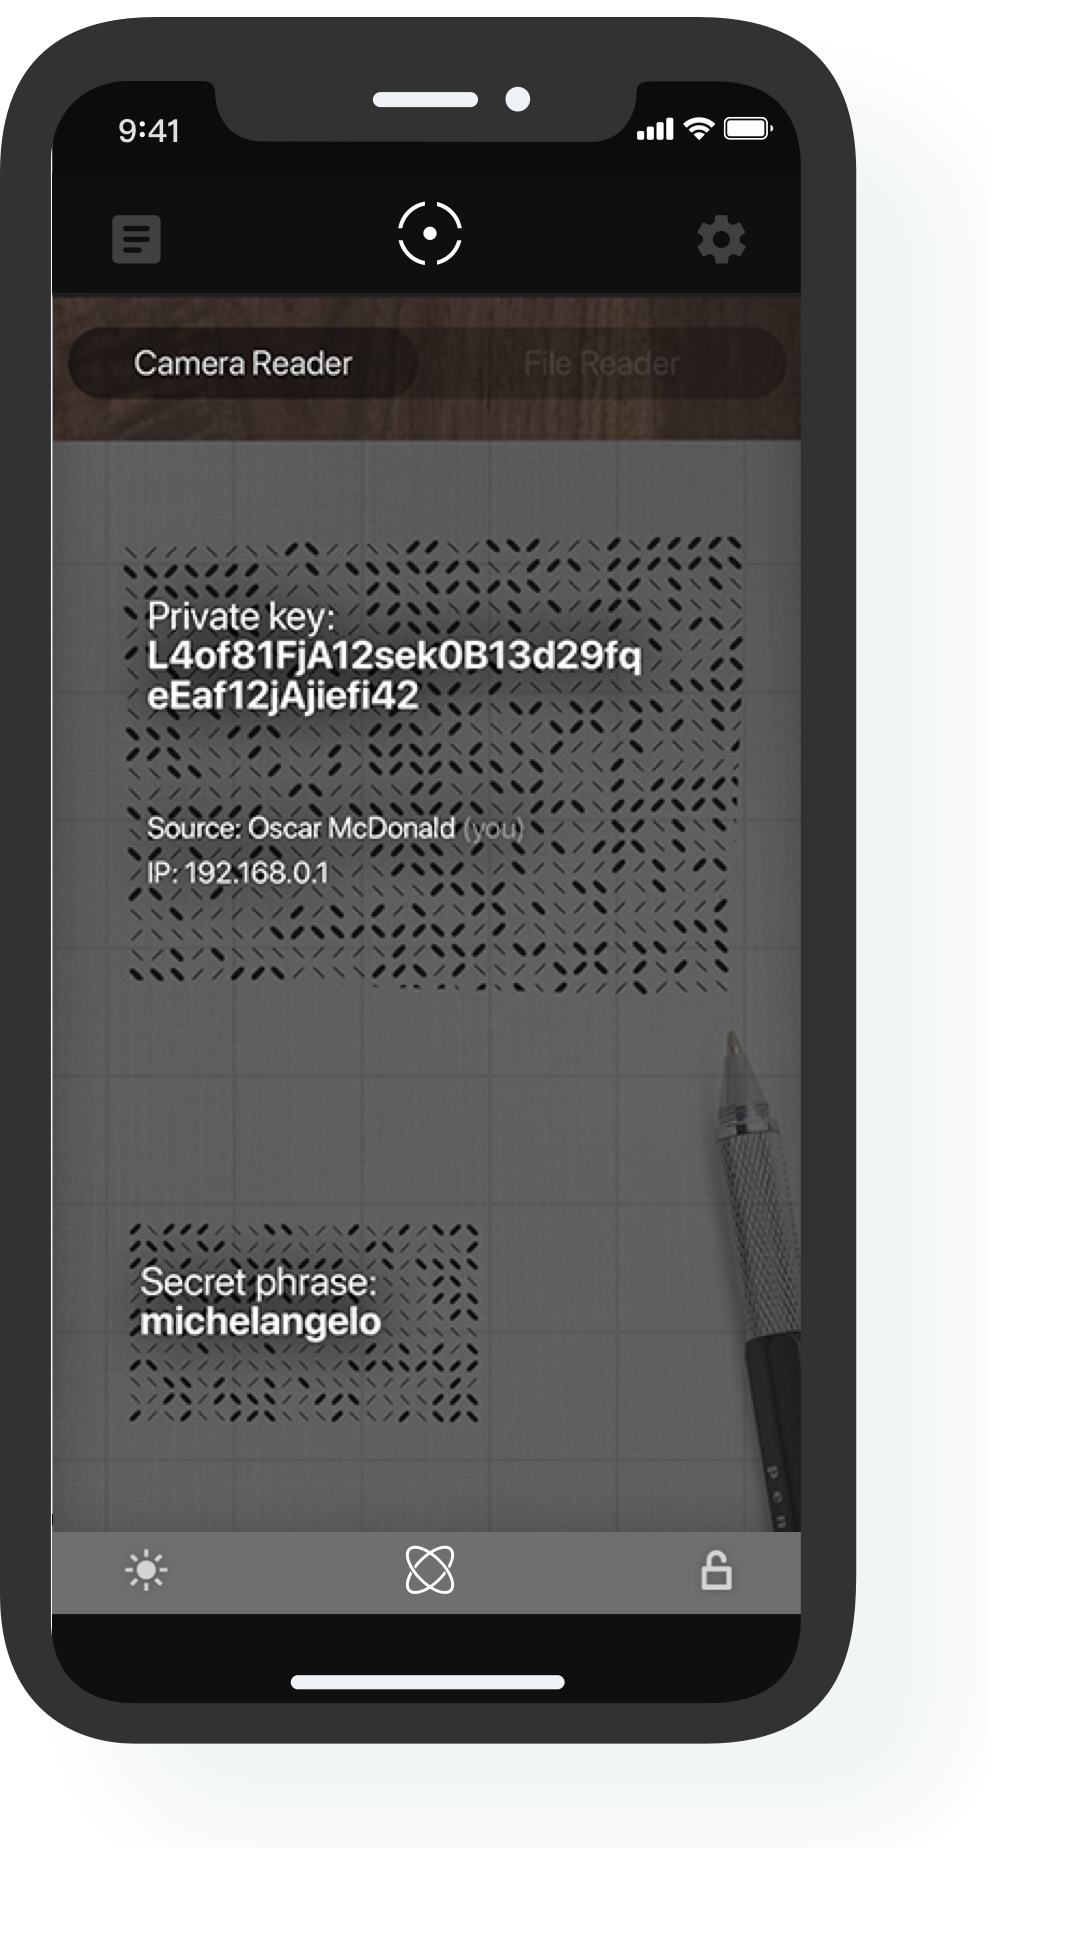 9:41
Camera Reader
File Reader
Private key:
L4of81FjA12sek0B13d29fq
eEaf12jAjiefi42
Source: Oscar McDonald (you)
IP: 192.168.0.1
Secret phrase:
michelangelo
pen